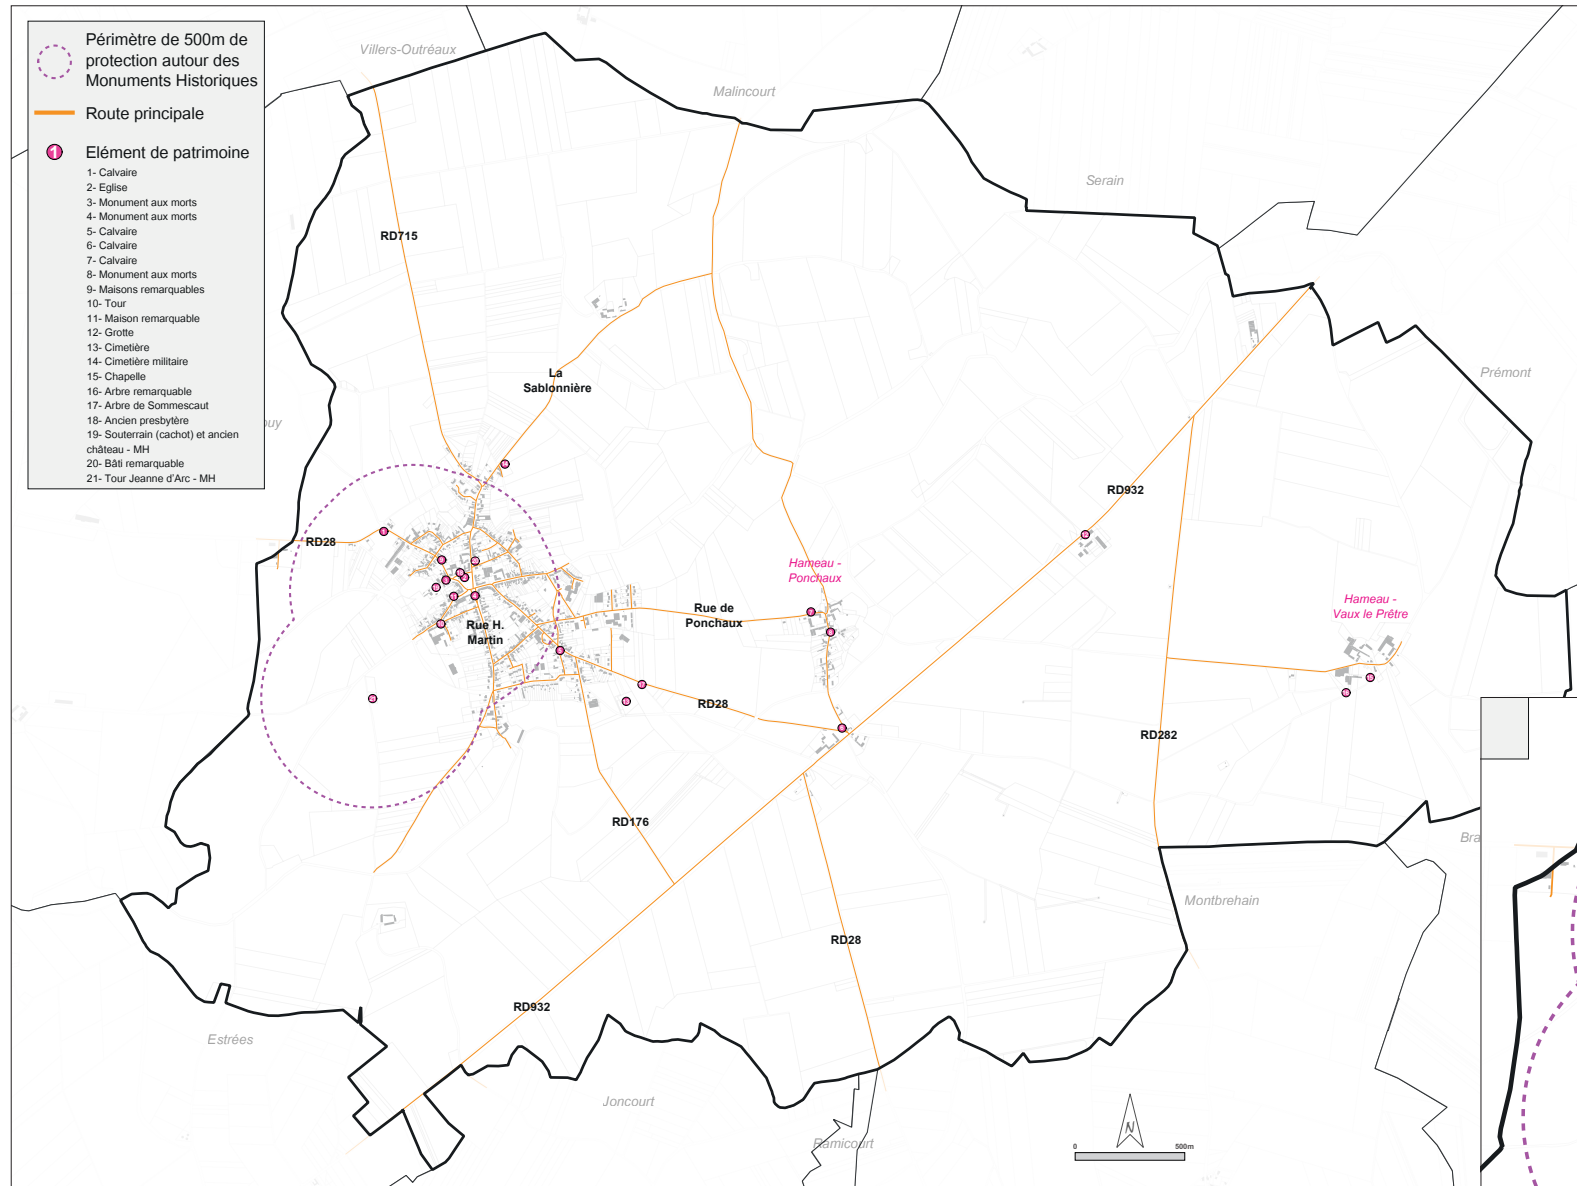 Périmètre de 500m de
protection autour des
Monuments Historiques
Route principale
1
Elément de patrimoine
1- Calvaire
2- Eglise
3- Monument aux morts
4- Monument aux morts
5- Calvaire
6- Calvaire
7- Calvaire
8- Monument aux morts
9- Maisons remarquables
10- Tour
11- Maison remarquable
12- Grotte
13- Cimetière
14- Cimetière militaire
15- Chapelle
16- Arbre remarquable
17- Arbre de Sommescaut
18- Ancien presbytère
19- Souterrain (cachot) et ancien
château - MH
20- Bâti remarquable
21- Tour Jeanne d'Arc - MH
Villers-Outréaux
Malincourt
Serain
Prémont
ouy
RD715
La
Sablonnière
RD932
RD28
Hameau -
Ponchaux
Hameau -
Vaux le Prêtre
Rue de
Ponchaux
Rue H.
Martin
RD28
RD282
RD176
Bra
Montbrehain
RD28
RD932
Estrées
Joncourt
Ramicourt
N
0 500m